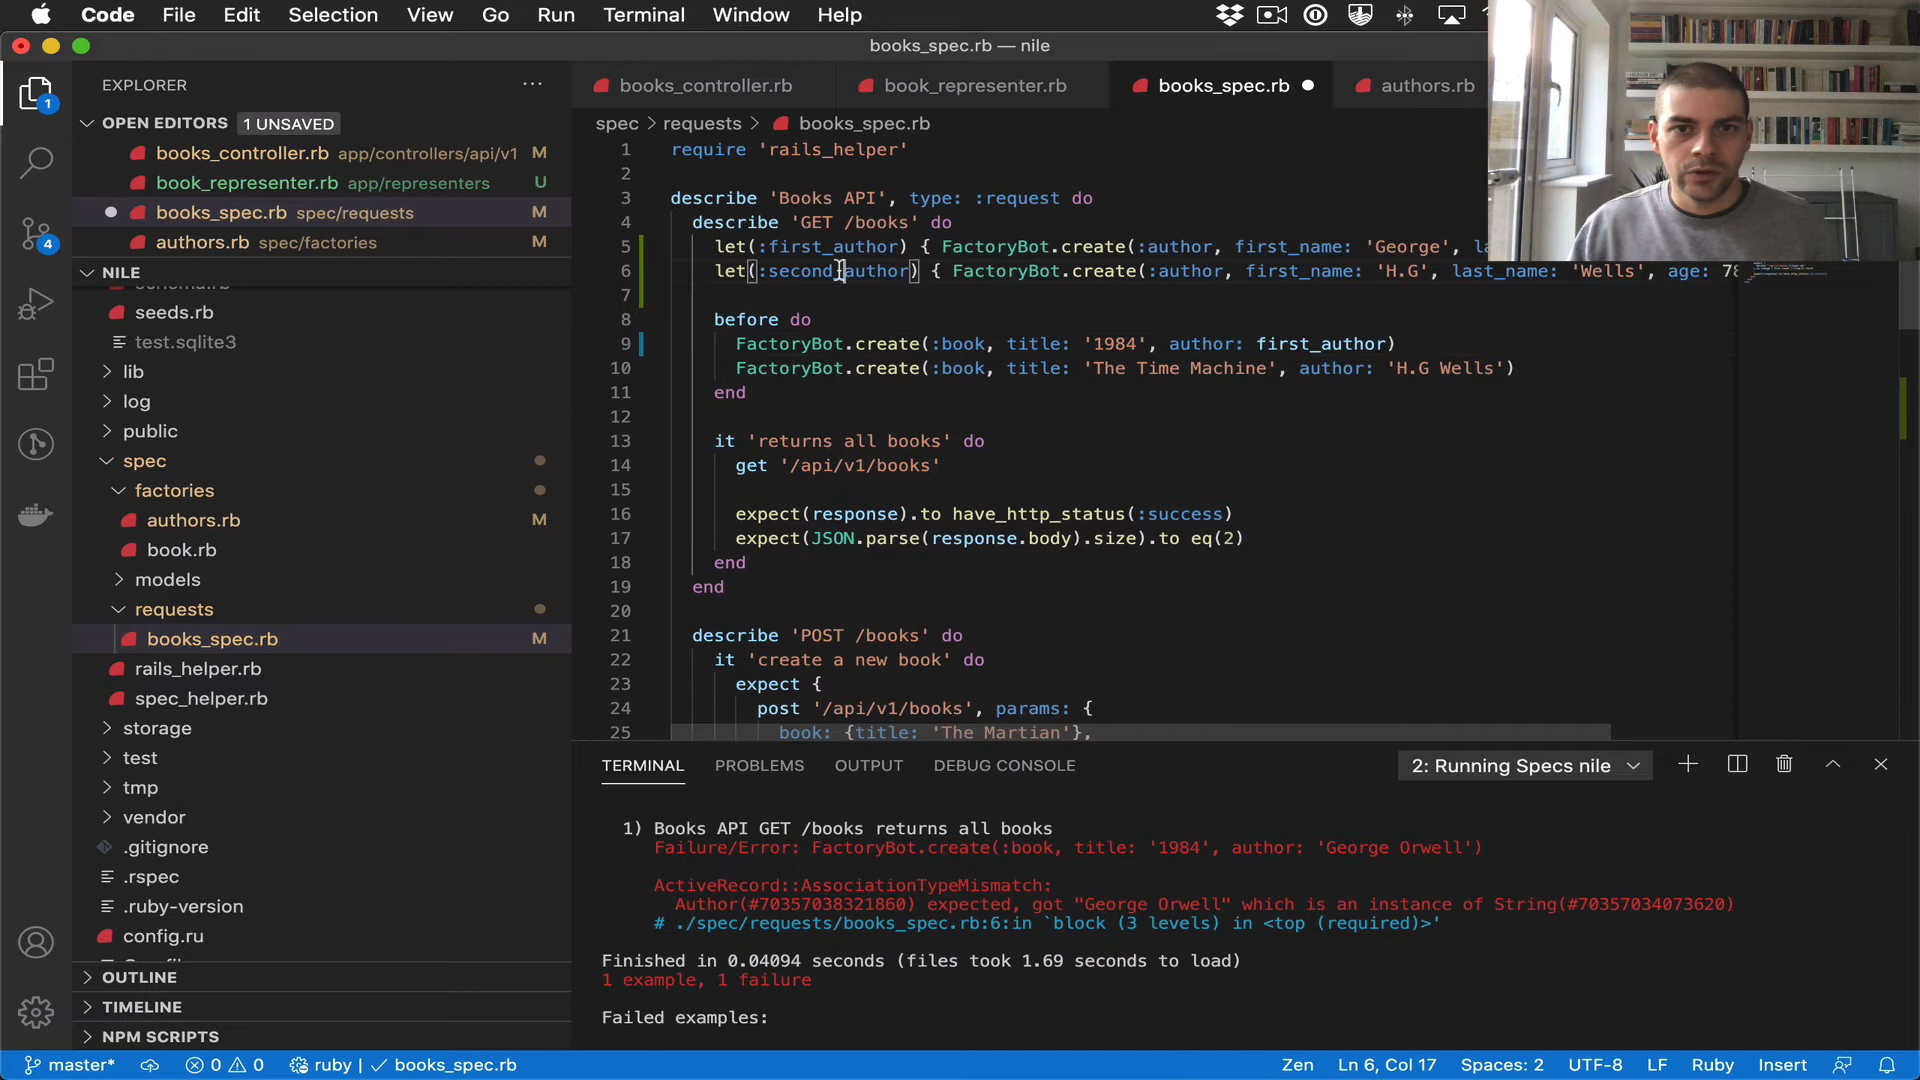 Code File Edit Selection View Go Run Terminal Window Help
books_spec.rb — nile
EXPLORER
OPEN EDITORS 1 UNSAVED
books_controller.rb app/controllers/api/v1 M
book_representer.rb app/representers U
books_spec.rb spec/requests M
authors.rb spec/factories M
NILE
schema.rb
seeds.rb
test.sqlite3
lib
log
public
spec
factories
authors.rb M
book.rb
models
requests
books_spec.rb M
rails_helper.rb
spec_helper.rb
storage
test
tmp
vendor
.gitignore
.rspec
.ruby-version
config.ru
OUTLINE
TIMELINE
NPM SCRIPTS
1
4
books_controller.rb book_representer.rb books_spec.rb authors.rb
spec > requests > books_spec.rb
1 require 'rails_helper'
2
3 describe 'Books API', type: :request do
4 describe 'GET /books' do
5 let(:first_author) { FactoryBot.create(:author, first_name: 'George', la
6 let(:second_author) { FactoryBot.create(:author, first_name: 'H.G', last_name: 'Wells', age: 78
7
8 before do
9 FactoryBot.create(:book, title: '1984', author: first_author)
10 FactoryBot.create(:book, title: 'The Time Machine', author: 'H.G Wells')
11 end
12
13 it 'returns all books' do
14 get '/api/v1/books'
15
16 expect(response).to have_http_status(:success)
17 expect(JSON.parse(response.body).size).to eq(2)
18 end
19 end
20
21 describe 'POST /books' do
22 it 'create a new book' do
23 expect {
24 post '/api/v1/books', params: {
25 book: {title: 'The Martian'},
TERMINAL PROBLEMS OUTPUT DEBUG CONSOLE 2: Running Specs nile
1) Books API GET /books returns all books
Failure/Error: FactoryBot.create(:book, title: '1984', author: 'George Orwell')
ActiveRecord::AssociationTypeMismatch:
Author(#70357038321860) expected, got "George Orwell" which is an instance of String(#70357034073620)
# ./spec/requests/books_spec.rb:6:in `block (3 levels) in <top (required)>'
Finished in 0.04094 seconds (files took 1.69 seconds to load)
1 example, 1 failure
Failed examples:
master* 0 0 ruby | books_spec.rb Zen Ln 6, Col 17 Spaces: 2 UTF-8 LF Ruby Insert